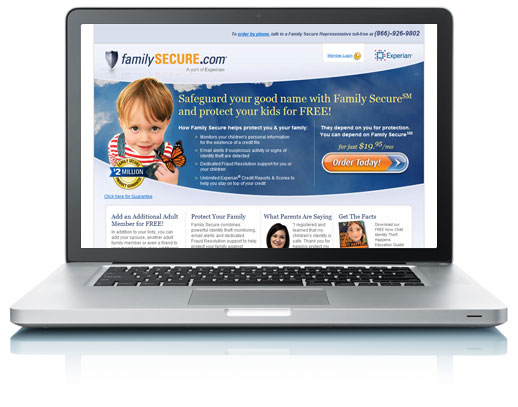 To order by phone, talk to a Family Secure Representative toll-free at (866)-926-9802
familySECURE.com
A part of Experian
Member Login
Experian
Safeguard your good name with Family Secure℠
and protect your kids for FREE!
How Family Secure helps protect you & your family:
Monitors your children's personal information
for the existence of a credit file
Email alerts if suspicious activity or signs of
identity theft are detected
Dedicated Fraud Resolution support for you or
your children
Unlimited Experian® Credit Reports & Scores to
help you stay on top of your credit
They depend on you for protection.
You can depend on Family Secure℠
for just $19.95/mo
Order Today!
FAMILY SECURE
$2 MILLION
PRODUCT GUARANTEE
Click here for Guarantee
Add an Additional Adult
Member for FREE!
In addition to your kids, you can
add your spouse, another adult
family member or even a friend to
Protect Your Family
Family Secure combines
powerful identity theft monitoring,
email alerts and dedicated
Fraud Resolution support to help
protect your family against
What Parents Are Saying
"I registered and
learned that my
children's identity is
safe. Thank you for
helping protect my
Get The Facts
Download our
FREE How Child
Identity Theft
Happens
Education Guide